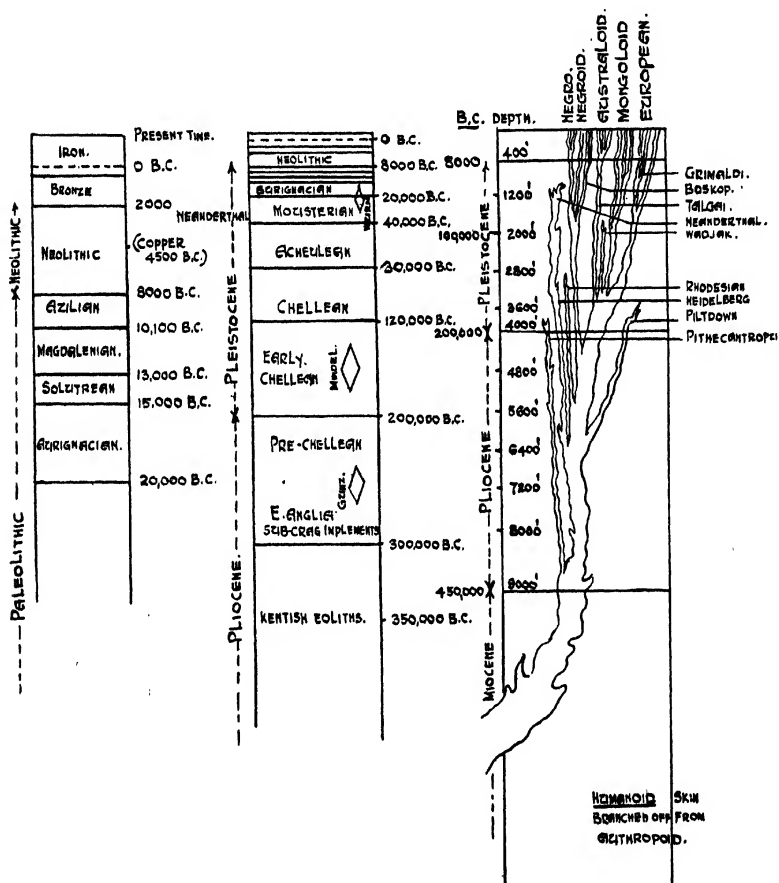 PRESENT TIME.
IRON.
0 B.C.
BRONZE
2000
(COPPER
4500 B.C.)
NEOLITHIC
8000 B.C.
AZILIAN
10,100 B.C.
MAGDALENIAN.
13,000 B.C.
SOLUTREAN
15,000 B.C.
AURIGNACIAN.
20,000 B.C.
NEOLITHIC
PALEOLITHIC
0 B.C.
NEOLITHIC
8000 B.C.
AURIGNACIAN
20,000 B.C.
NEANDERTHAL
MOUSTERIAN
40,000 B.C.
ACHEULEAN
30,000 B.C.
CHELLEAN
120,000 B.C.
EARLY.
CHELLEAN
MINDEL.
200,000 B.C.
PRE-CHELLEAN
GUNZ.
E. ANGLIA
SUB-CRAG IMPLEMENTS
300,000 B.C.
KENTISH EOLITHS.
350,000 B.C.
PLEISTOCENE
PLIOCENE.
B.C. DEPTH.
NEGRO.
NEGROID.
AUSTRALOID
MONGOLOID
EUROPEAN.
8000
400'
1200'
100,000
2000'
2800'
3600'
4000'
200,000
4800'
5600'
6400'
7200'
8000'
9000'
450,000
PLEISTOCENE
PLIOCENE
MIOCENE
GRIMALDI.
BOSKOP.
TALGAI.
NEANDERTHAL.
WADJAK.
RHODESIAN
HEIDELBERG
PILTDOWN
PITHECANTROPEI
HUMANOID SKIN
BRANCHED OFF FROM
ANTHROPOID.